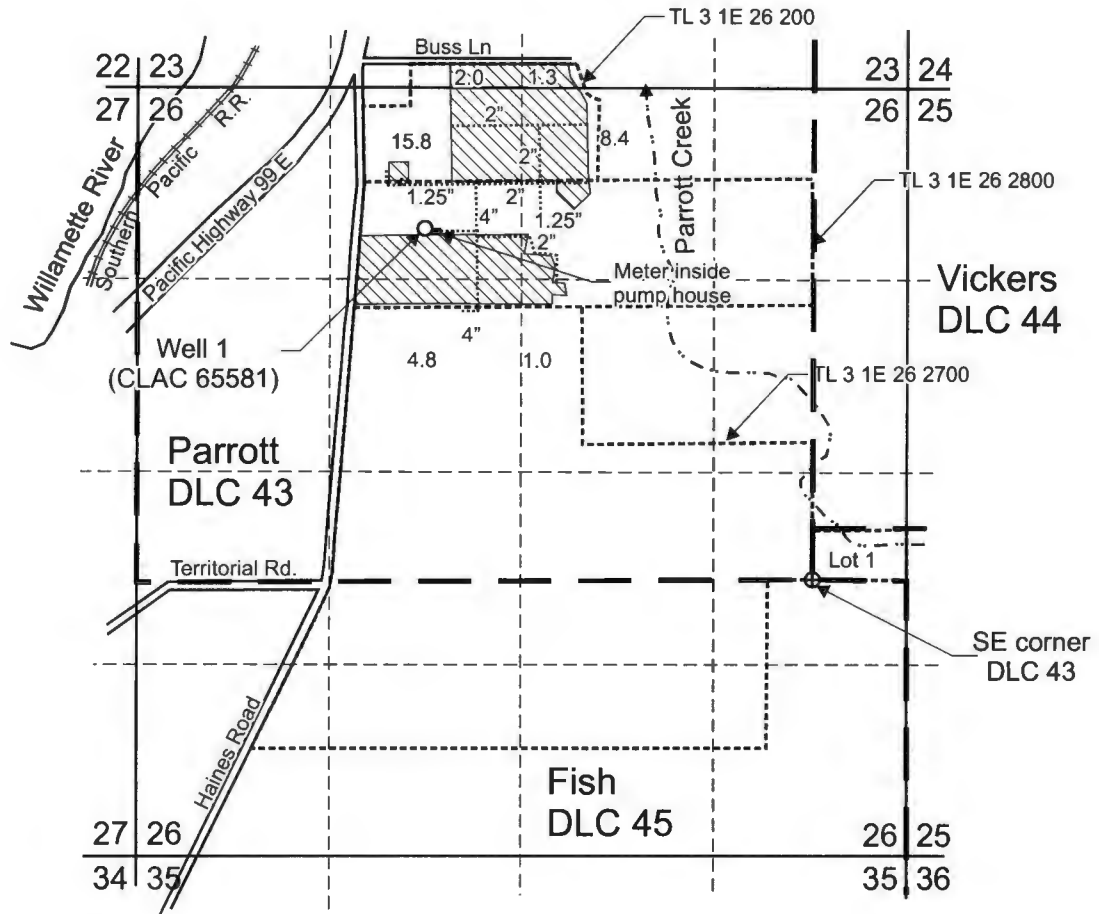 TL 3 1E 26 200
Buss Ln
22 23
23 24
2.0 1.3
27 26
26 25
R.R.
2"
15.8
8.4
Pacific
2"
Parrott Creek
Willamette River
Southern
Pacific Highway 99 E
TL 3 1E 26 2800
1.25" 2"
4" 1.25"
2"
Meter inside
pump house
Vickers
DLC 44
Well 1
(CLAC 65581)
4"
4.8 1.0
TL 3 1E 26 2700
Parrott
DLC 43
Territorial Rd.
Lot 1
SE corner
DLC 43
Haines Road
Fish
DLC 45
27 26
26 25
34 35
35 36